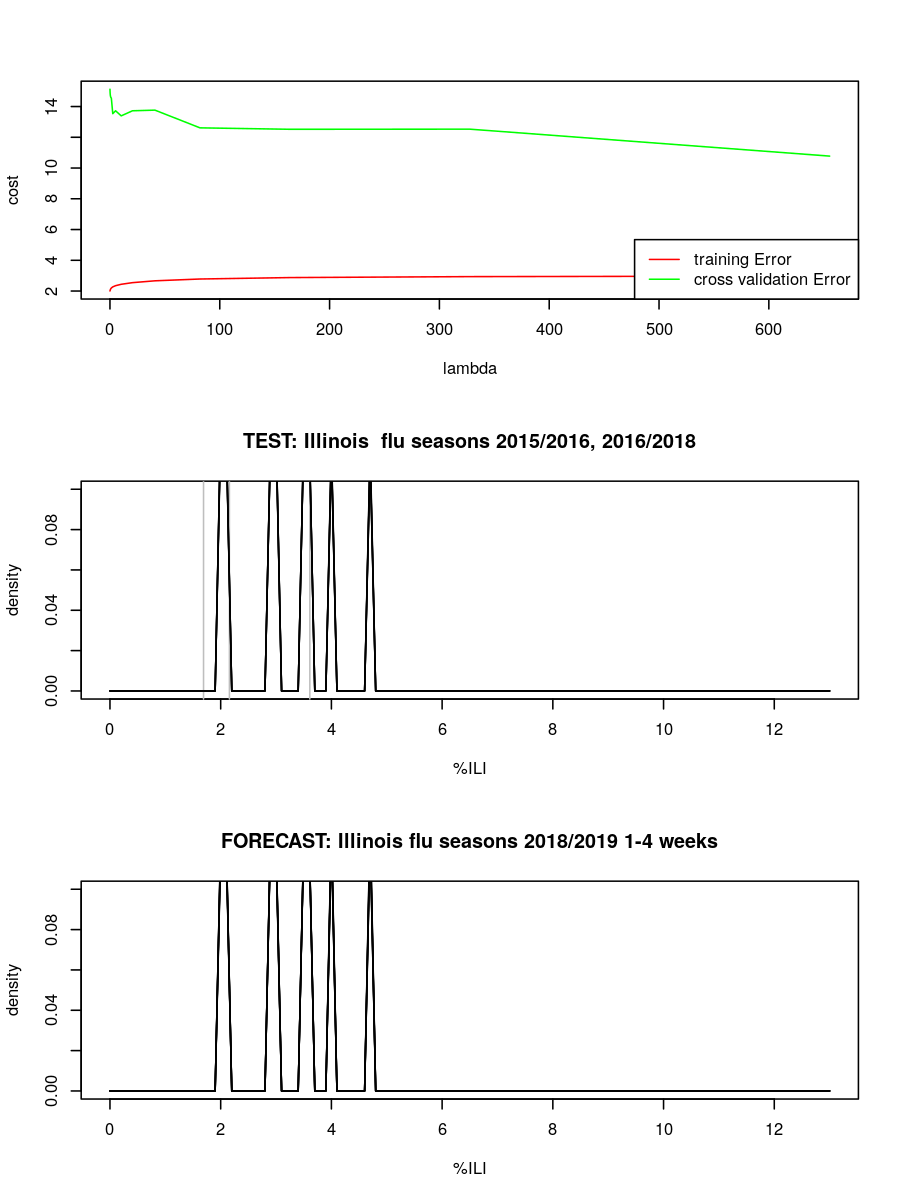 14
10
8
6
4
2
cost
training Error
cross validation Error
0 100 200 300 400 500 600
lambda
TEST: Illinois  flu seasons 2015/2016, 2016/2018
0.08
0.04
0.00
density
0 2 4 6 8 10 12
%ILI
FORECAST: Illinois flu seasons 2018/2019 1-4 weeks
0.08
0.04
0.00
density
0 2 4 6 8 10 12
%ILI